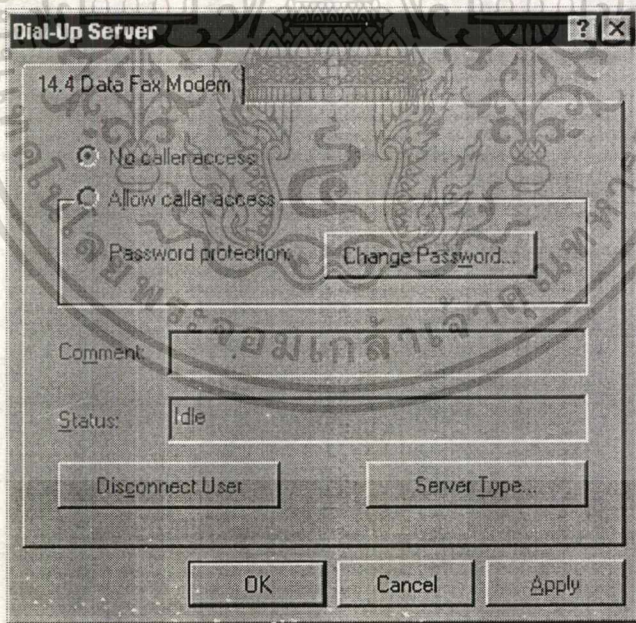 Dial-Up Server
14.4 Data Fax Modem
No caller access
Allow caller access
Password protection:
Change Password...
Comment:
Status:
Idle
Disconnect User
Server Type...
OK
Cancel
Apply